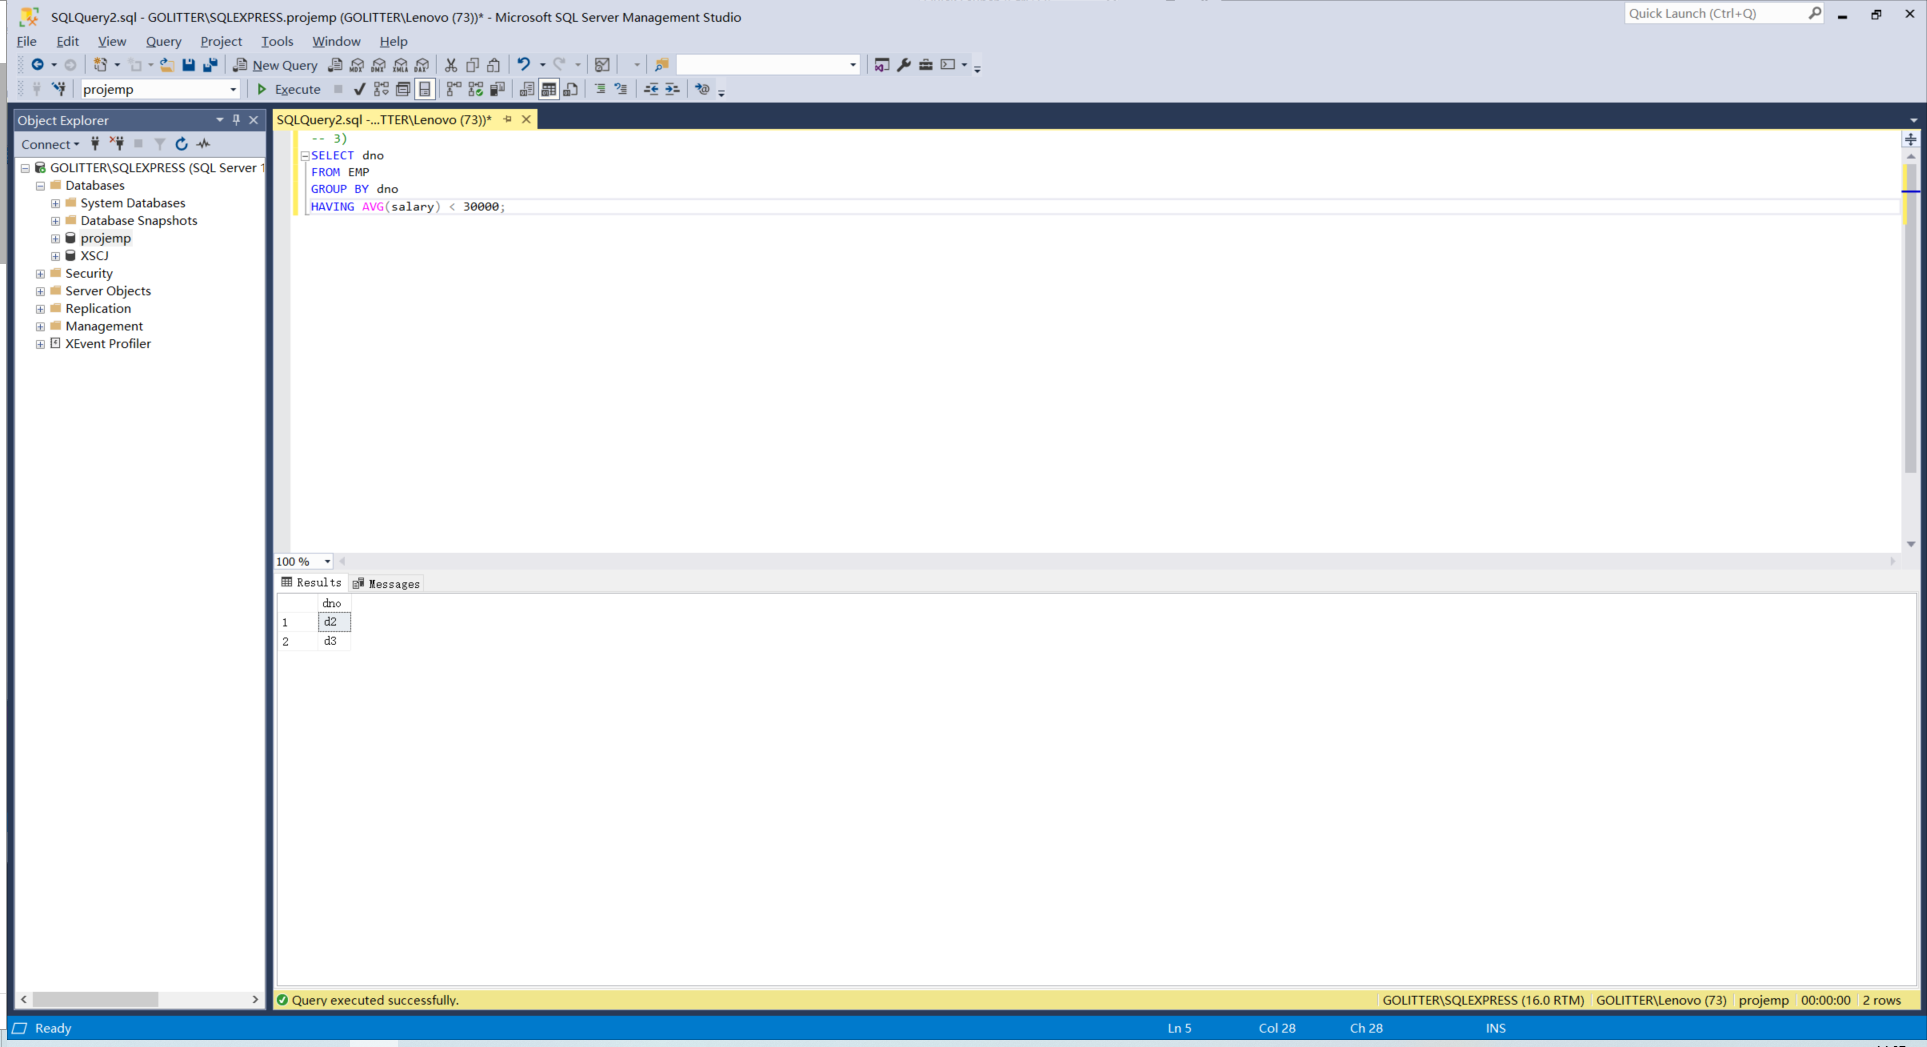 SQLQuery2.sql - GOLITTER\SQLEXPRESS.projemp (GOLITTER\Lenovo (73))* - Microsoft SQL Server Management Studio
Quick Launch (Ctrl+Q)
File Edit View Query Project Tools Window Help
New Query MDX DMX XMLA DAX
projemp Execute
Object Explorer
SQLQuery2.sql -...TTER\Lenovo (73))*
Connect
GOLITTER\SQLEXPRESS (SQL Server 1
Databases
System Databases
Database Snapshots
projemp
XSCJ
Security
Server Objects
Replication
Management
XEvent Profiler
-- 3)
SELECT dno
FROM EMP
GROUP BY dno
HAVING AVG(salary) < 30000;
100 %
Results Messages
dno
1 d2
2 d3
Query executed successfully.
GOLITTER\SQLEXPRESS (16.0 RTM) GOLITTER\Lenovo (73) projemp 00:00:00 2 rows
Ready Ln 5 Col 28 Ch 28 INS